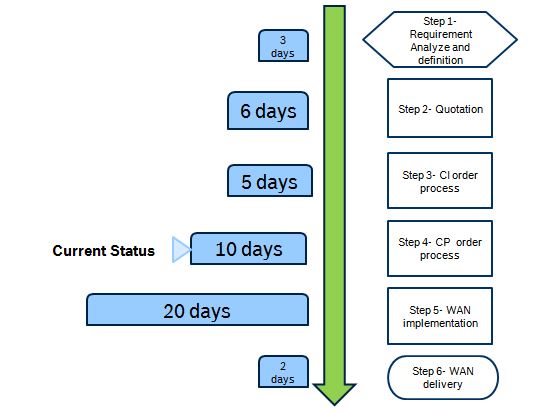 3
days
Step 1-
Requirement
Analyze and
definition
6 days
Step 2- Quotation
5 days
Step 3- CI order
process
Current Status
10 days
Step 4- CP order
process
20 days
Step 5- WAN
implementation
2
days
Step 6- WAN
delivery